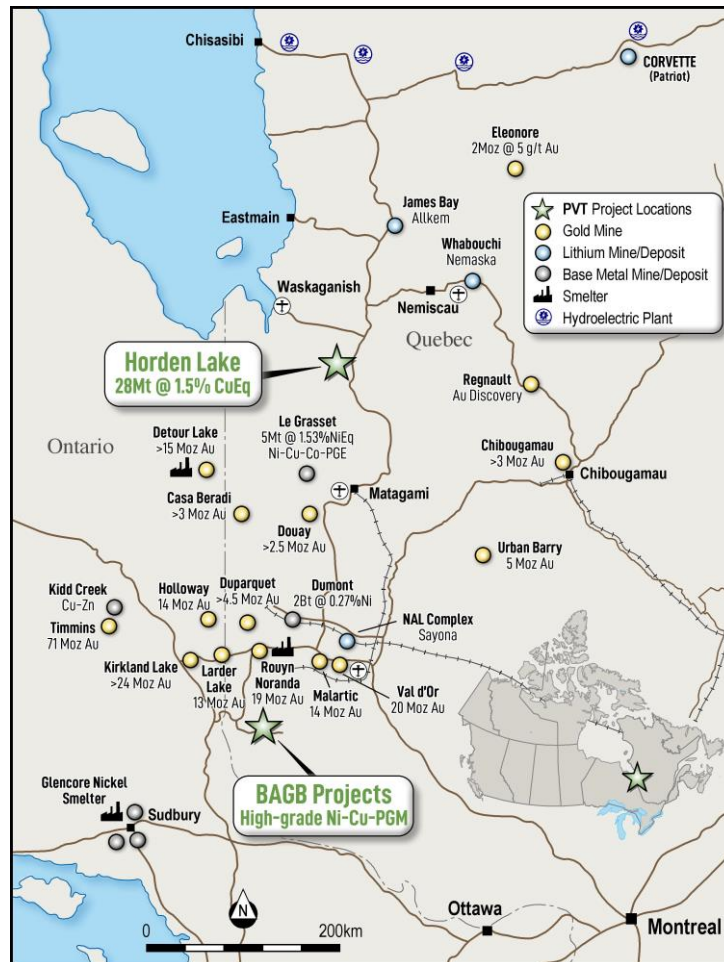 Chisasibi
CORVETTE
(Patriot)
Eleonore
2Moz @ 5 g/t Au
PVT Project Locations
Gold Mine
Lithium Mine/Deposit
Base Metal Mine/Deposit
Smelter
Hydroelectric Plant
James Bay
Allkem
Eastmain
Whabouchi
Nemaska
Waskaganish
Nemiscau
Quebec
Horden Lake
28Mt @ 1.5% CuEq
Regnault
Au Discovery
Ontario
Le Grasset
5Mt @ 1.53%NiEq
Ni-Cu-Co-PGE
Detour Lake
>15 Moz Au
Chibougamau
>3 Moz Au
Chibougamau
Matagami
Casa Beradi
>3 Moz Au
Douay
>2.5 Moz Au
Urban Barry
5 Moz Au
Kidd Creek
Cu-Zn
Timmins
71 Moz Au
Holloway
14 Moz Au
Duparquet
>4.5 Moz Au
Dumont
2Bt @ 0.27%Ni
NAL Complex
Sayona
Kirkland Lake
>24 Moz Au
Larder
Lake
13 Moz Au
Rouyn
Noranda
19 Moz Au
Malartic
14 Moz Au
Val d'Or
20 Moz Au
BAGB Projects
High-grade Ni-Cu-PGM
Glencore Nickel
Smelter
Sudbury
N
0
200km
Ottawa
Montreal